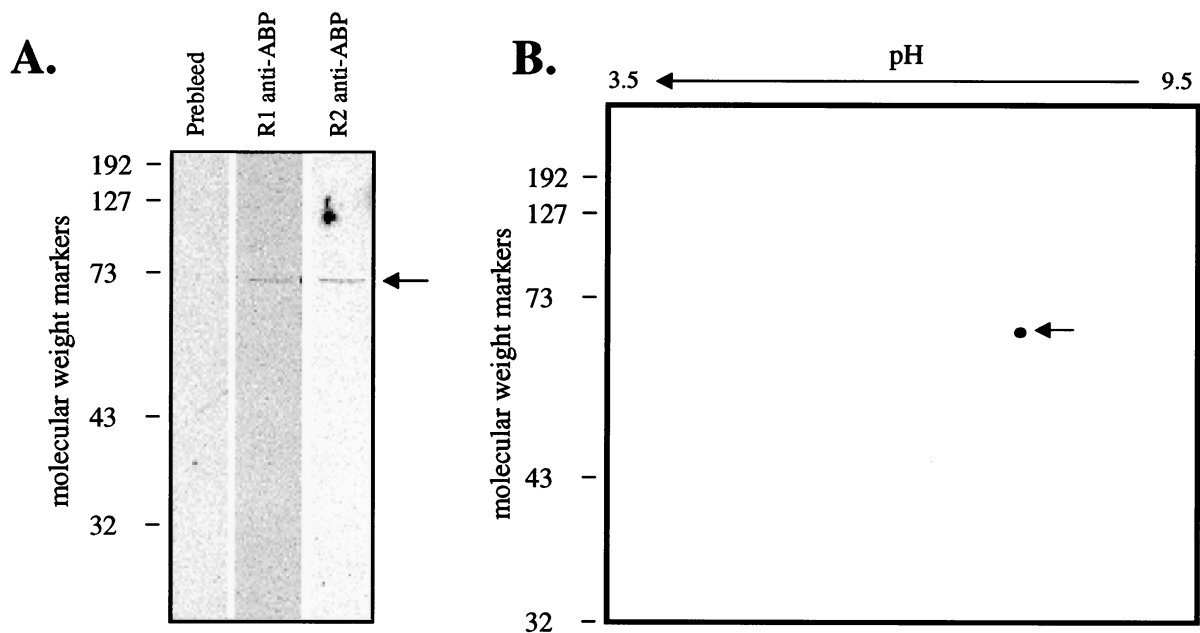 A.
Prebleed
R1 anti-ABP
R2 anti-ABP
molecular weight markers
192
127
73
43
32
B.
pH
3.5
9.5
molecular weight markers
192
127
73
43
32